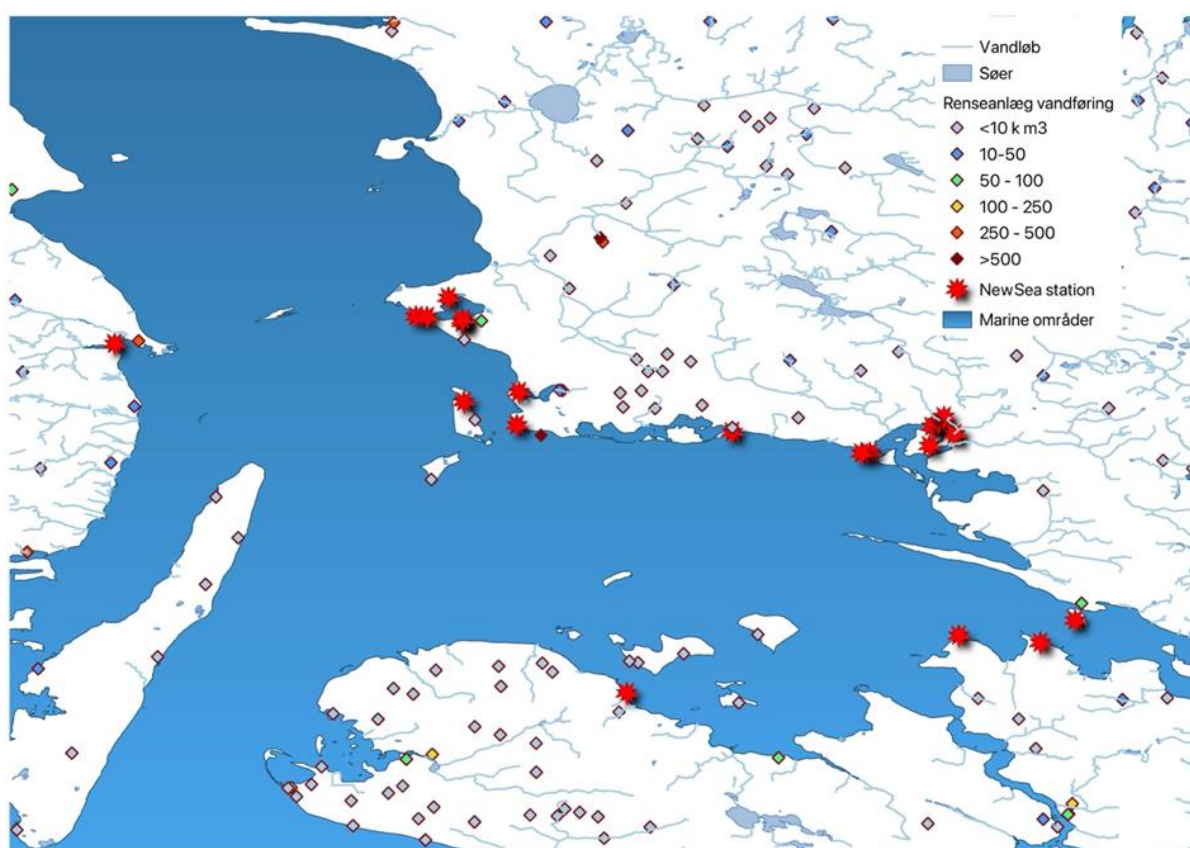 Vandløb
Søer
Renseanlæg vandføring
<10 k m3
10-50
50 - 100
100 - 250
250 - 500
>500
NewSea station
Marine områder